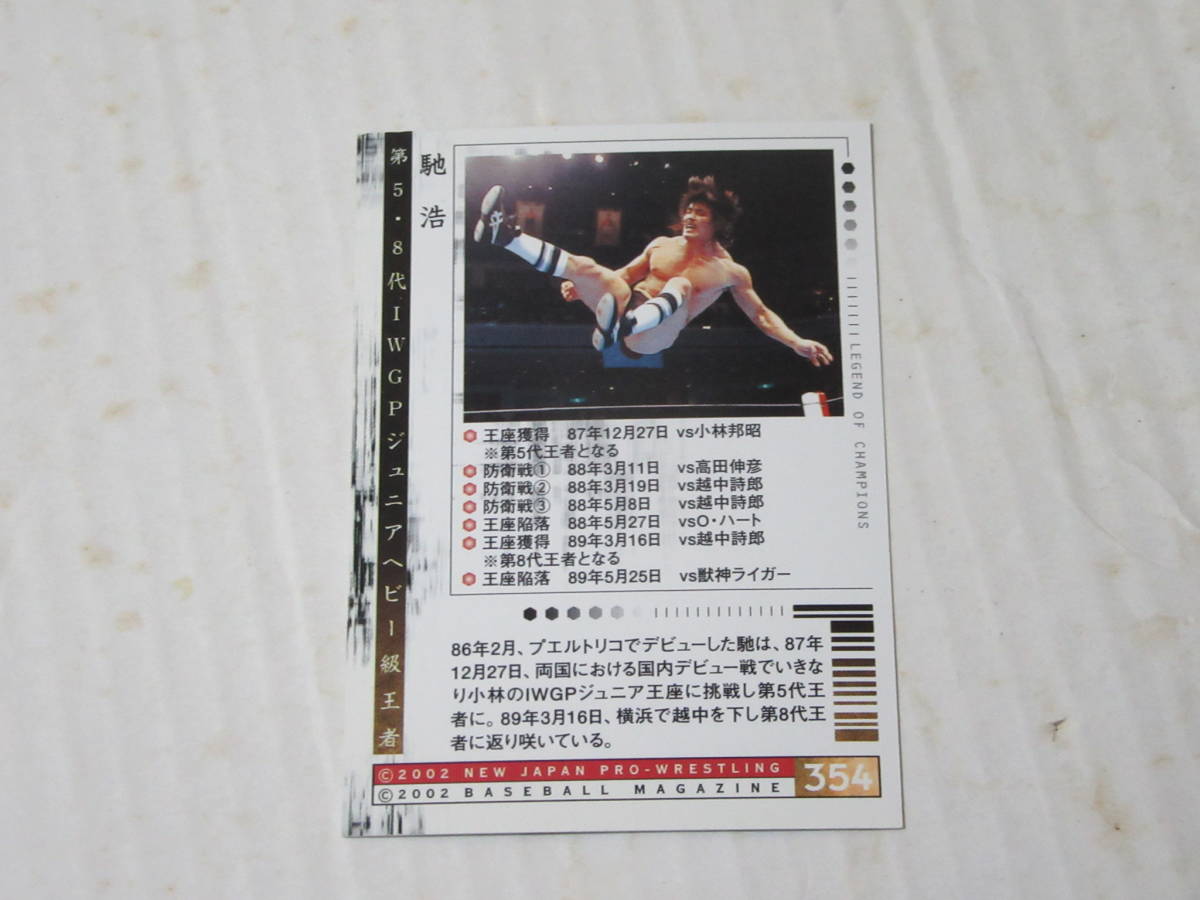 第5・8代IWGPジュニアヘビー級王者
馳 浩
LEGEND OF CHAMPIONS
王座獲得 87年12月27日 vs小林邦昭
※第5代王者となる
防衛戦① 88年3月11日 vs高田伸彦
防衛戦② 88年3月19日 vs越中詩郎
防衛戦③ 88年5月8日 vs越中詩郎
王座陥落 88年5月27日 vsO・ハート
王座獲得 89年3月16日 vs越中詩郎
※第8代王者となる
王座陥落 89年5月25日 vs獣神ライガー
86年2月、プエルトリコでデビューした馳は、87年
12月27日、両国における国内デビュー戦でいきな
り小林のIWGPジュニア王座に挑戦し第5代王
者に。89年3月16日、横浜で越中を下し第8代王
者に返り咲いている。
©2002 NEW JAPAN PRO-WRESTLING
©2002 BASEBALL MAGAZINE
354